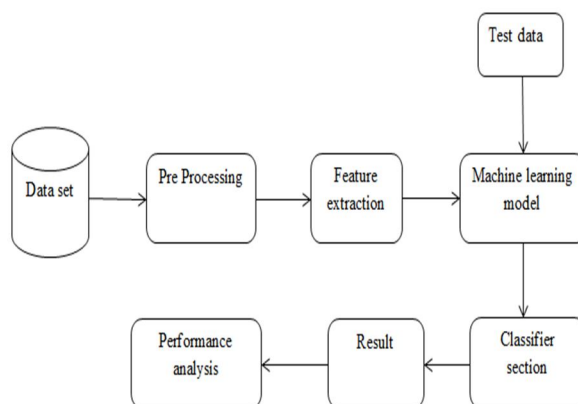 Test data
Data set
Pre Processing
Feature
extraction
Machine learning
model
Classifier
section
Result
Performance
analysis